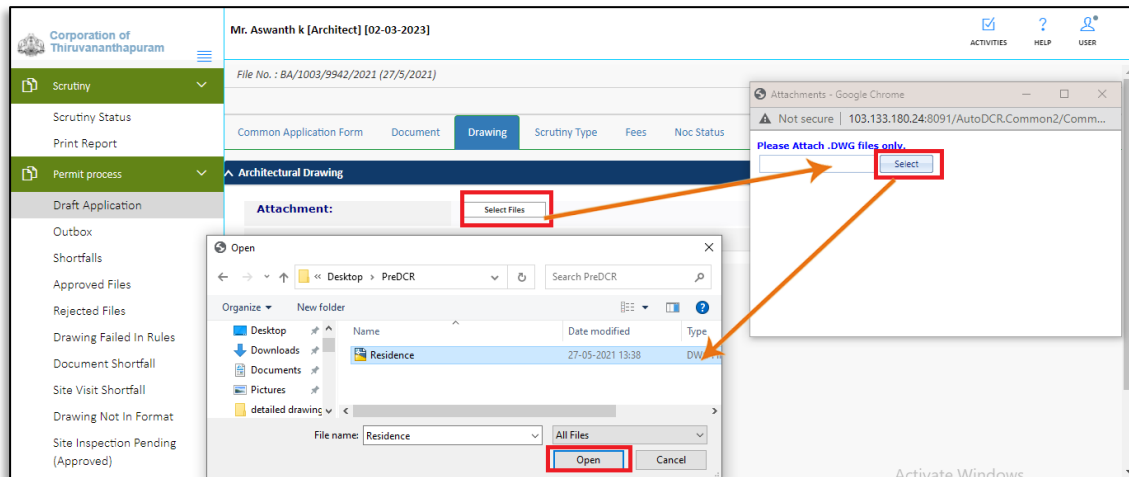 Corporation of
Thiruvananthapuram
Scrutiny
Scrutiny Status
Print Report
Permit process
Draft Application
Outbox
Shortfalls
Approved Files
Rejected Files
Drawing Failed In Rules
Document Shortfall
Site Visit Shortfall
Drawing Not In Format
Site Inspection Pending
(Approved)
Mr. Aswanth k [Architect] [02-03-2023]
ACTIVITIES HELP USER
File No. : BA/1003/9942/2021 (27/5/2021)
Common Application Form Document Drawing Scrutiny Type Fees Noc Status
Architectural Drawing
Attachment: Select Files
Attachments - Google Chrome
Not secure | 103.133.180.24:8091/AutoDCR.Common2/Comm...
Please Attach .DWG files only.
Select
Open
« Desktop > PreDCR Search PreDCR
Organize New folder
Desktop
Downloads
Documents
Pictures
detailed drawing
Name Date modified Type
Residence 27-05-2021 13:38
File name: Residence All Files
Open Cancel
Activate Windows